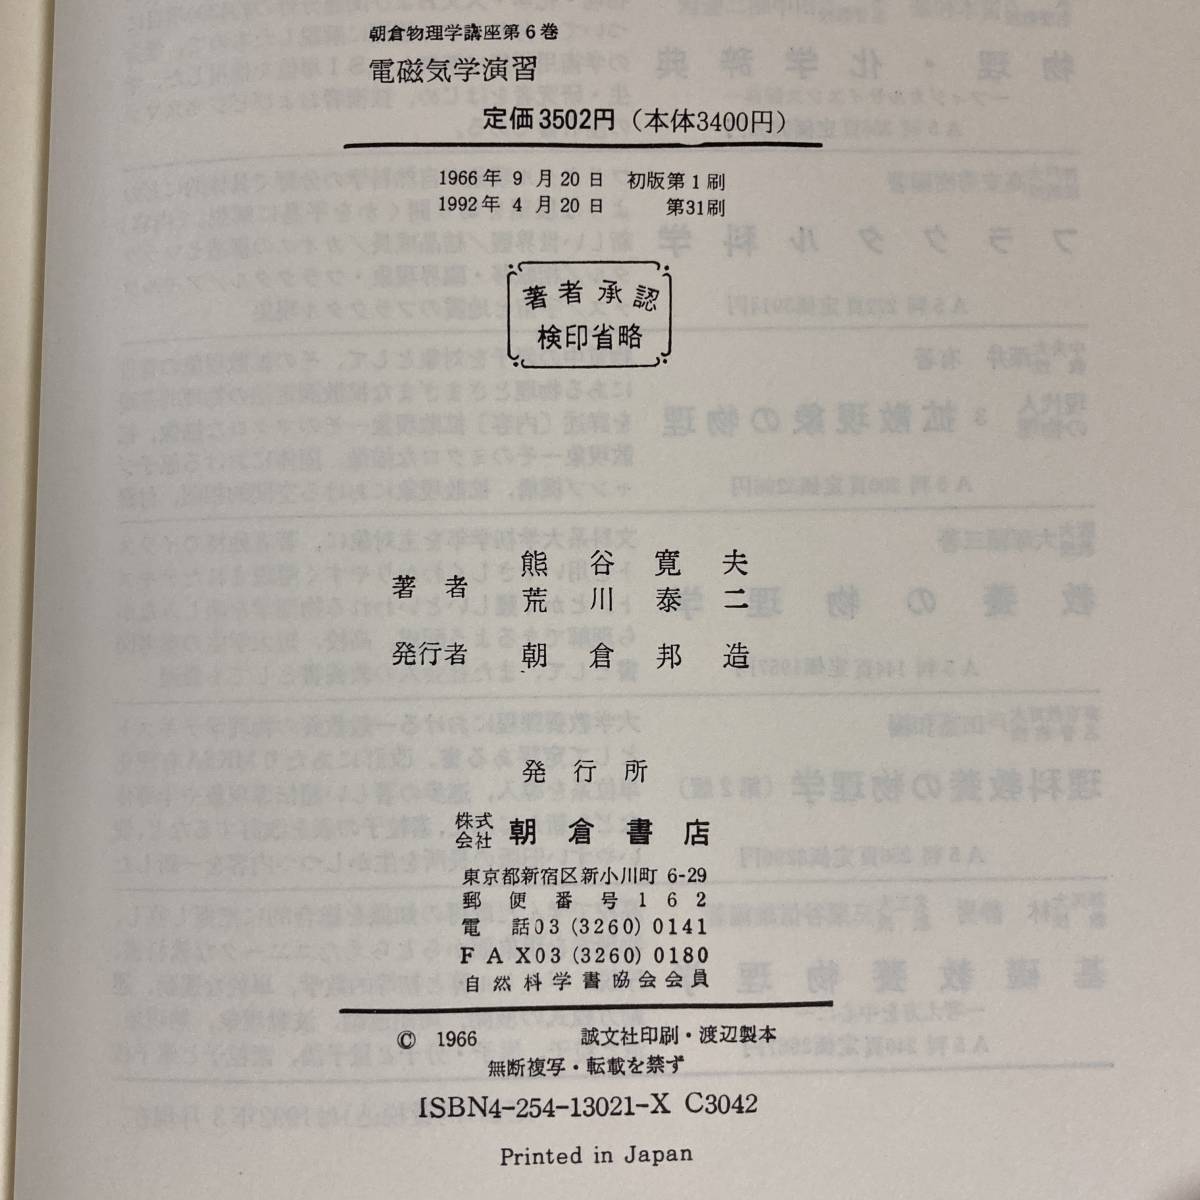 朝倉物理学講座第6巻
電磁気学演習
定価3502円（本体3400円）
1966年 9 月20日 初版第1刷
1992年 4 月20日 第31刷
著者承認
検印省略
著者 熊谷寛夫
荒川泰二
発行者 朝倉邦造
発行所
株式会社 朝倉書店
東京都新宿区新小川町 6-29
郵便番号 162
電話03(3260)0141
FAX03(3260)0180
自然科学書協会会員
© 1966 誠文社印刷・渡辺製本
無断複写・転載を禁ず
ISBN4-254-13021-X C3042
Printed in Japan